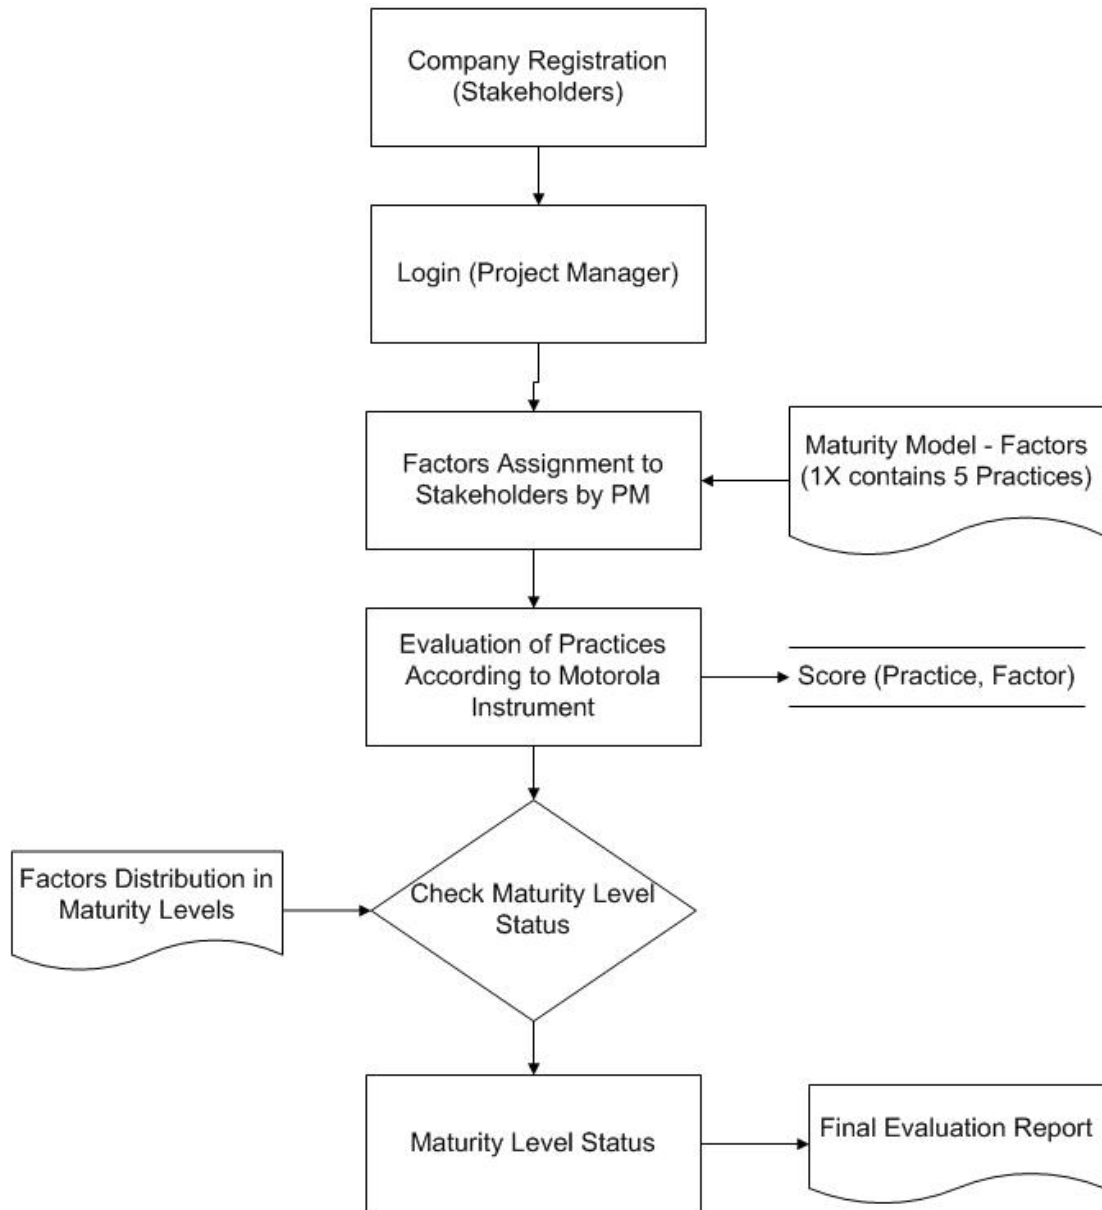 Company Registration
(Stakeholders)
Login (Project Manager)
Factors Assignment to
Stakeholders by PM
Maturity Model - Factors
(1X contains 5 Practices)
Evaluation of Practices
According to Motorola
Instrument
Score (Practice, Factor)
Factors Distribution in
Maturity Levels
Check Maturity Level
Status
Maturity Level Status
Final Evaluation Report